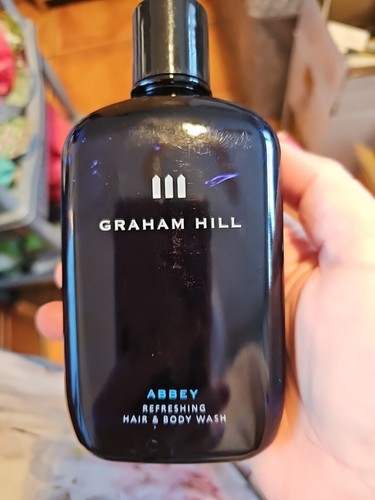 GRAHAM HILL
ABBEY
REFRESHING
HAIR & BODY WASH